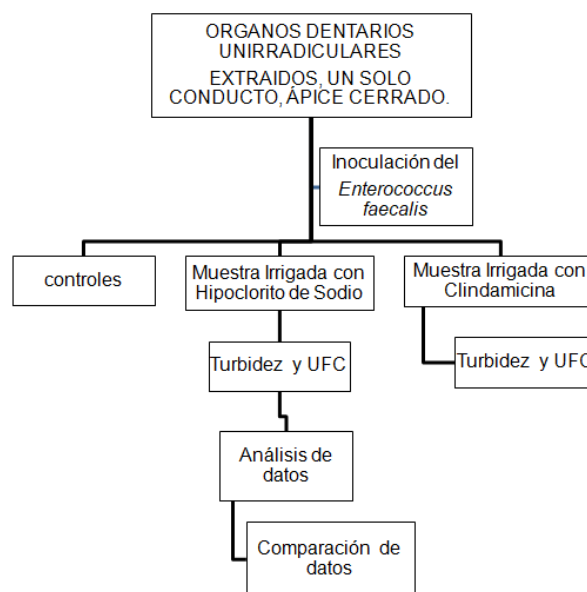 ORGANOS DENTARIOS
UNIRRADICULARES
EXTRAIDOS, UN SOLO
CONDUCTO, ÁPICE CERRADO.
Inoculación del
Enterococcus
faecalis
controles
Muestra Irrigada con
Hipoclorito de Sodio
Muestra Irrigada con
Clindamicina
Turbidez y UFC
Turbidez y UFC
Análisis de
datos
Comparación de
datos